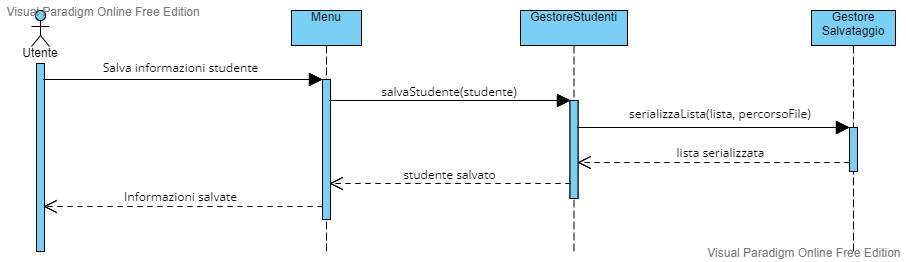 Visual Paradigm Online Free Edition
Utente
Menu
GestoreStudenti
Gestore
Salvataggio
Salva informazioni studente
salvaStudente(studente)
serializzaLista(lista, percorsoFile)
lista serializzata
studente salvato
Informazioni salvate
Visual Paradigm Online Free Edition